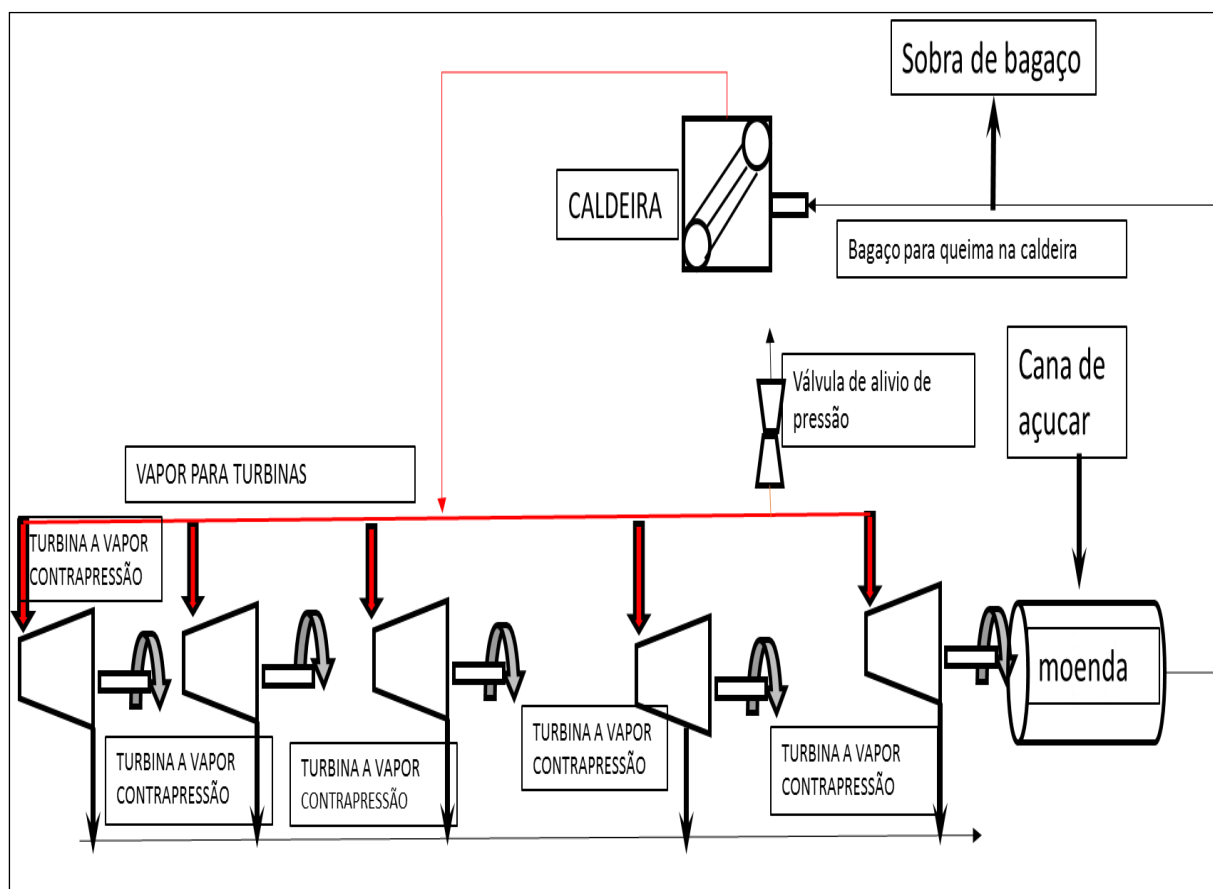 Sobra de bagaço
CALDEIRA
Bagaço para queima na caldeira
Válvula de alivio de
pressão
Cana de
açucar
VAPOR PARA TURBINAS
TURBINA A VAPOR
CONTRAPRESSÃO
moenda
TURBINA A VAPOR
CONTRAPRESSÃO
TURBINA A VAPOR
CONTRAPRESSÃO
TURBINA A VAPOR
CONTRAPRESSÃO
TURBINA A VAPOR
CONTRAPRESSÃO